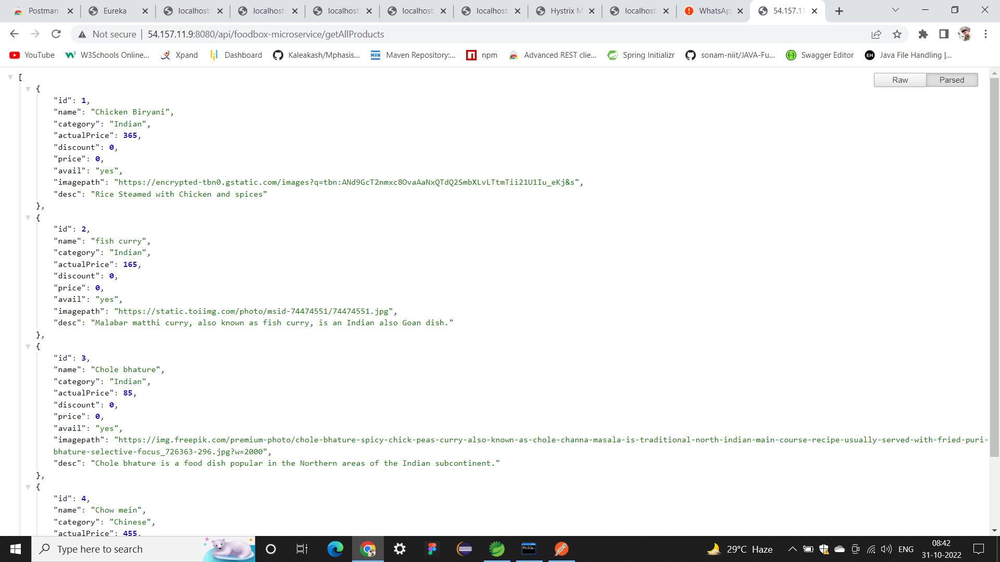 Postman
Eureka
localhost:
localhost:
localhost:
localhost:
localhost:
Hystrix M
localhost:
WhatsAp
54.157.11
Not secure | 54.157.11.9:8080/api/foodbox-microservice/getAllProducts
YouTube
W3Schools Online...
Xpand
Dashboard
Kaleakash/Mphasis...
MVN Maven Repository:...
npm
Advanced REST clie...
Spring Initializr
sonam-niit/JAVA-Fu...
Swagger Editor
EH Java File Handling |...
Raw Parsed
[
{
"id": 1,
"name": "Chicken Biryani",
"category": "Indian",
"actualPrice": 365,
"discount": 0,
"price": 0,
"avail": "yes",
"imagepath": "https://encrypted-tbn0.gstatic.com/images?q=tbn:ANd9GcT2nmxc8OvaAaNxQTdQ2SmbXLvLTtmTii21U1Iu_eKj&s",
"desc": "Rice Steamed with Chicken and spices"
},
{
"id": 2,
"name": "fish curry",
"category": "Indian",
"actualPrice": 165,
"discount": 0,
"price": 0,
"avail": "yes",
"imagepath": "https://static.toiimg.com/photo/msid-74474551/74474551.jpg",
"desc": "Malabar matthi curry, also known as fish curry, is an Indian also Goan dish."
},
{
"id": 3,
"name": "Chole bhature",
"category": "Indian",
"actualPrice": 85,
"discount": 0,
"price": 0,
"avail": "yes",
"imagepath": "https://img.freepik.com/premium-photo/chole-bhature-spicy-chick-peas-curry-also-known-as-chole-channa-masala-is-traditional-north-indian-main-course-recipe-usually-served-with-fried-puri-
bhature-selective-focus_726363-296.jpg?w=2000",
"desc": "Chole bhature is a food dish popular in the Northern areas of the Indian subcontinent."
},
{
"id": 4,
"name": "Chow mein",
"category": "Chinese",
"actualPrice": 455,
Type here to search
MySQL
29°C Haze
ENG
08:42
31-10-2022